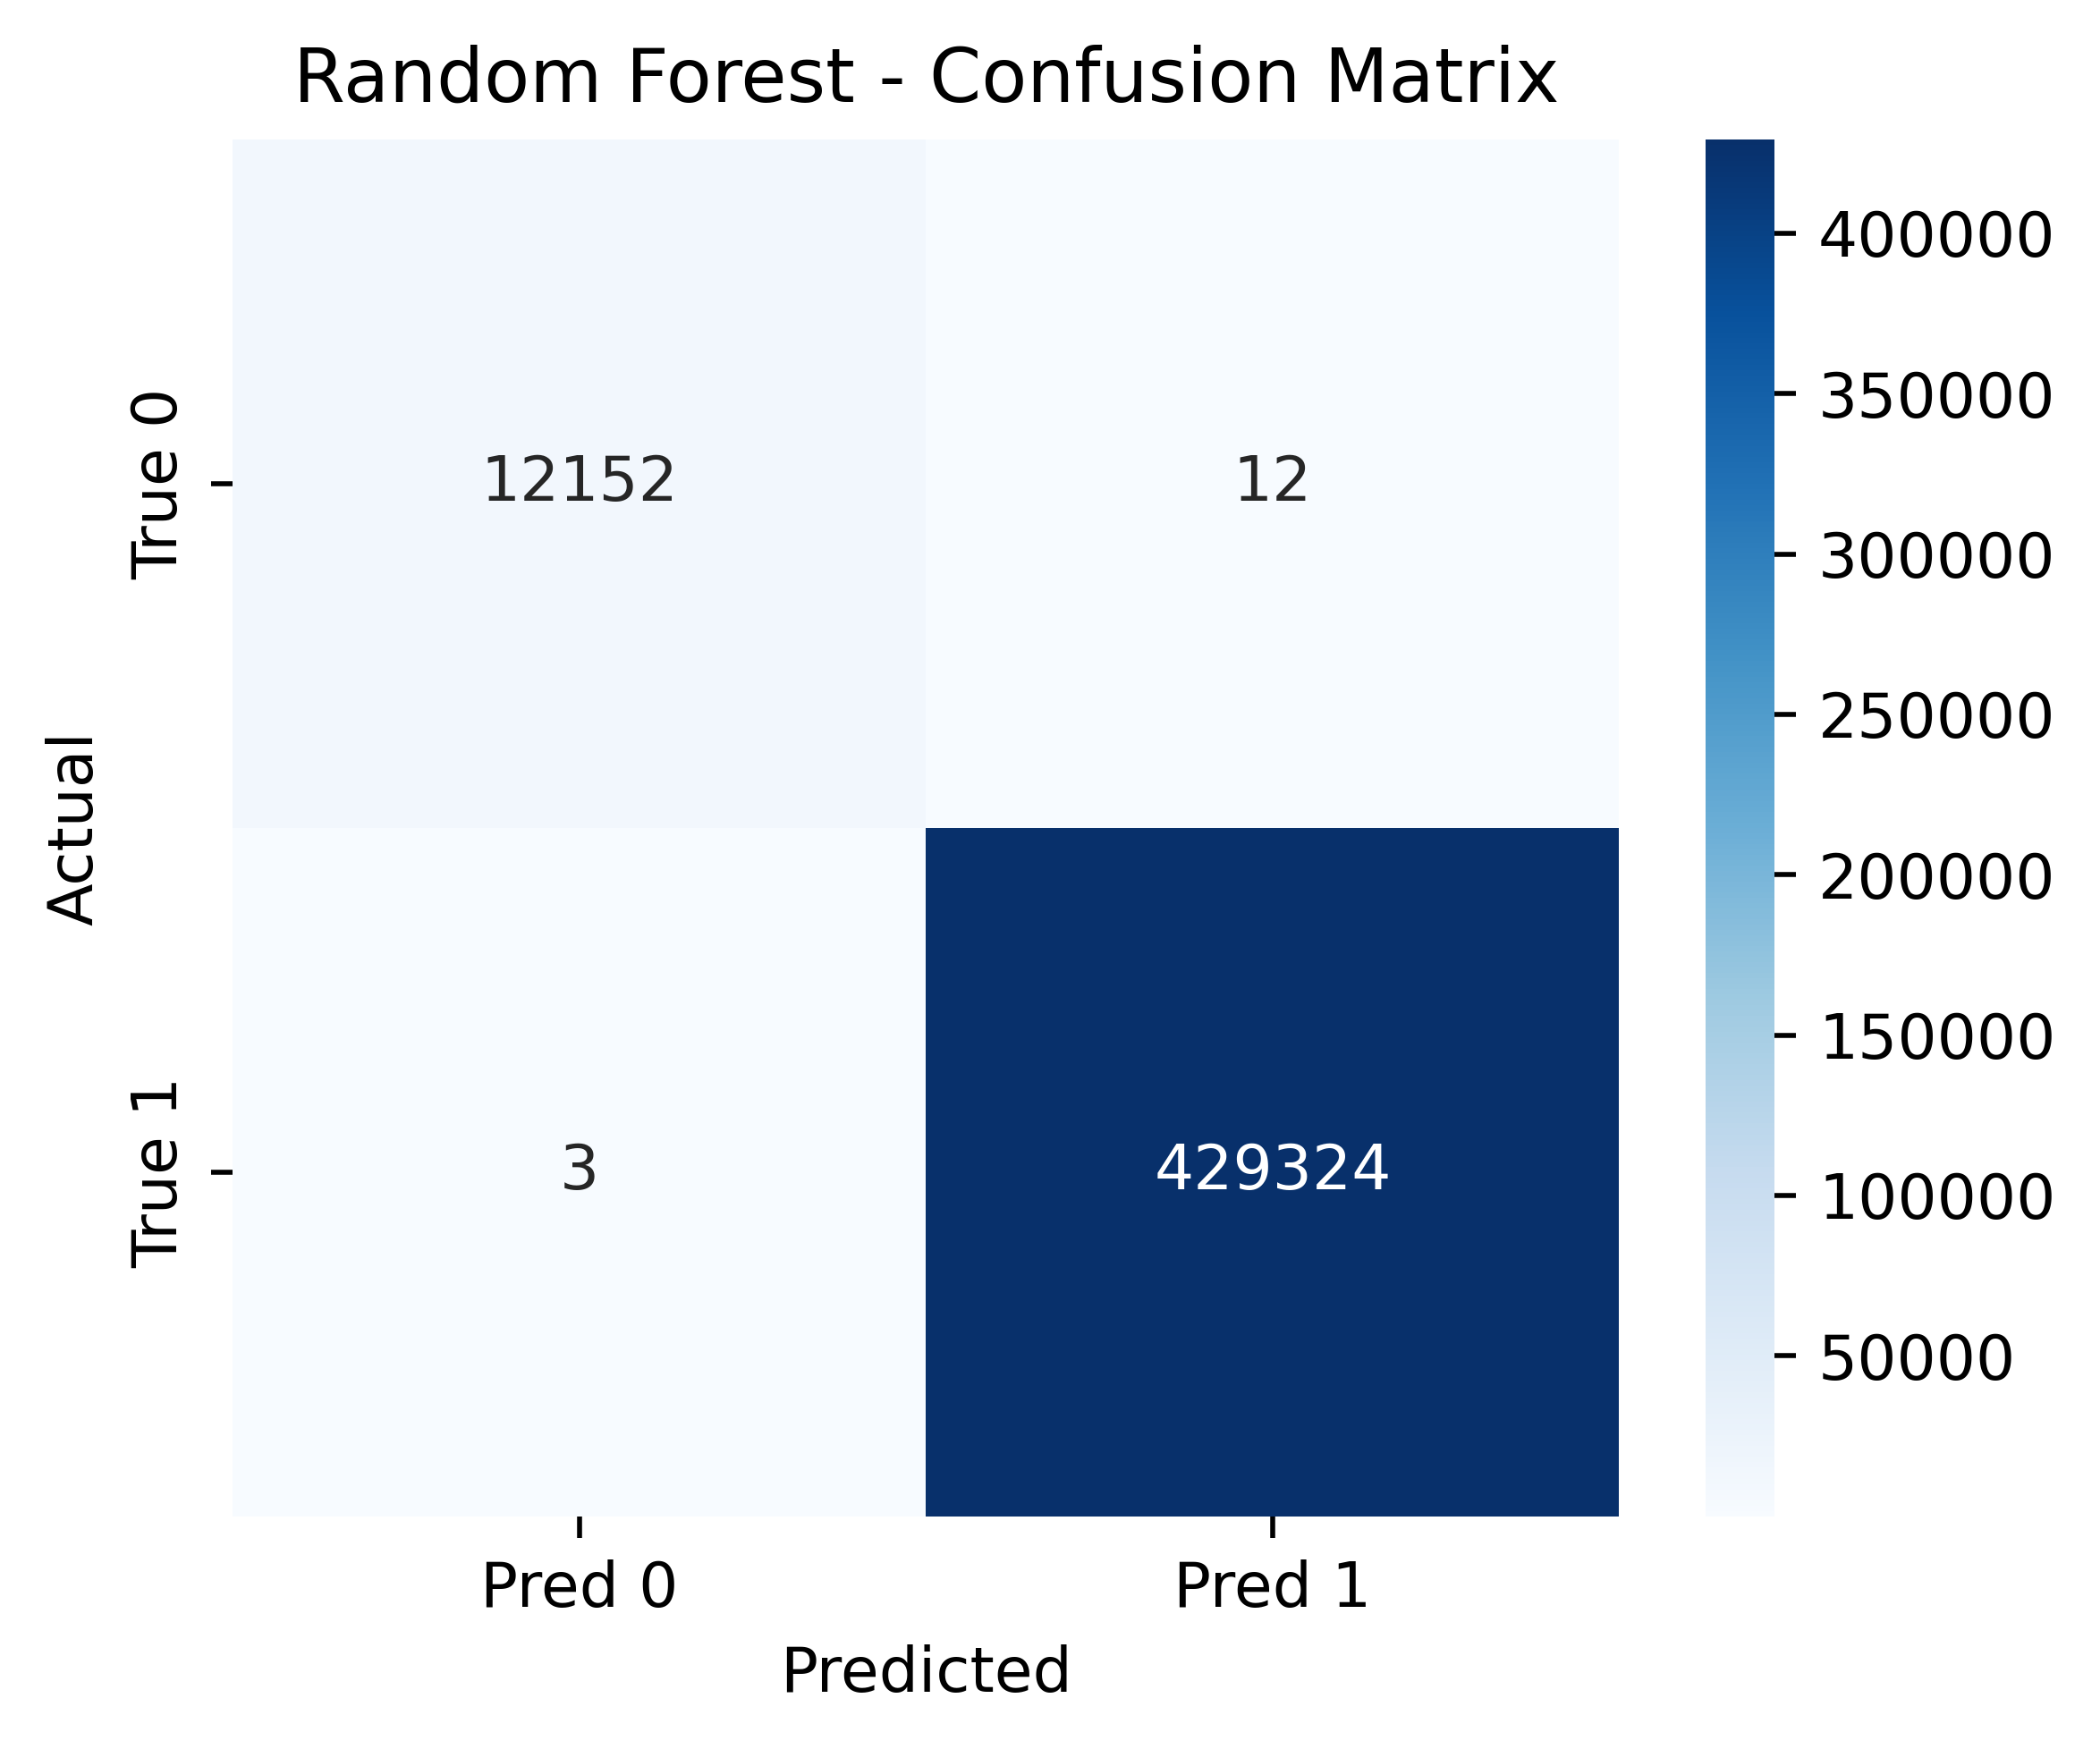 Random Forest - Confusion Matrix
Actual
True 0
True 1
12152
12
3
429324
Pred 0
Pred 1
Predicted
400000
350000
300000
250000
200000
150000
100000
50000